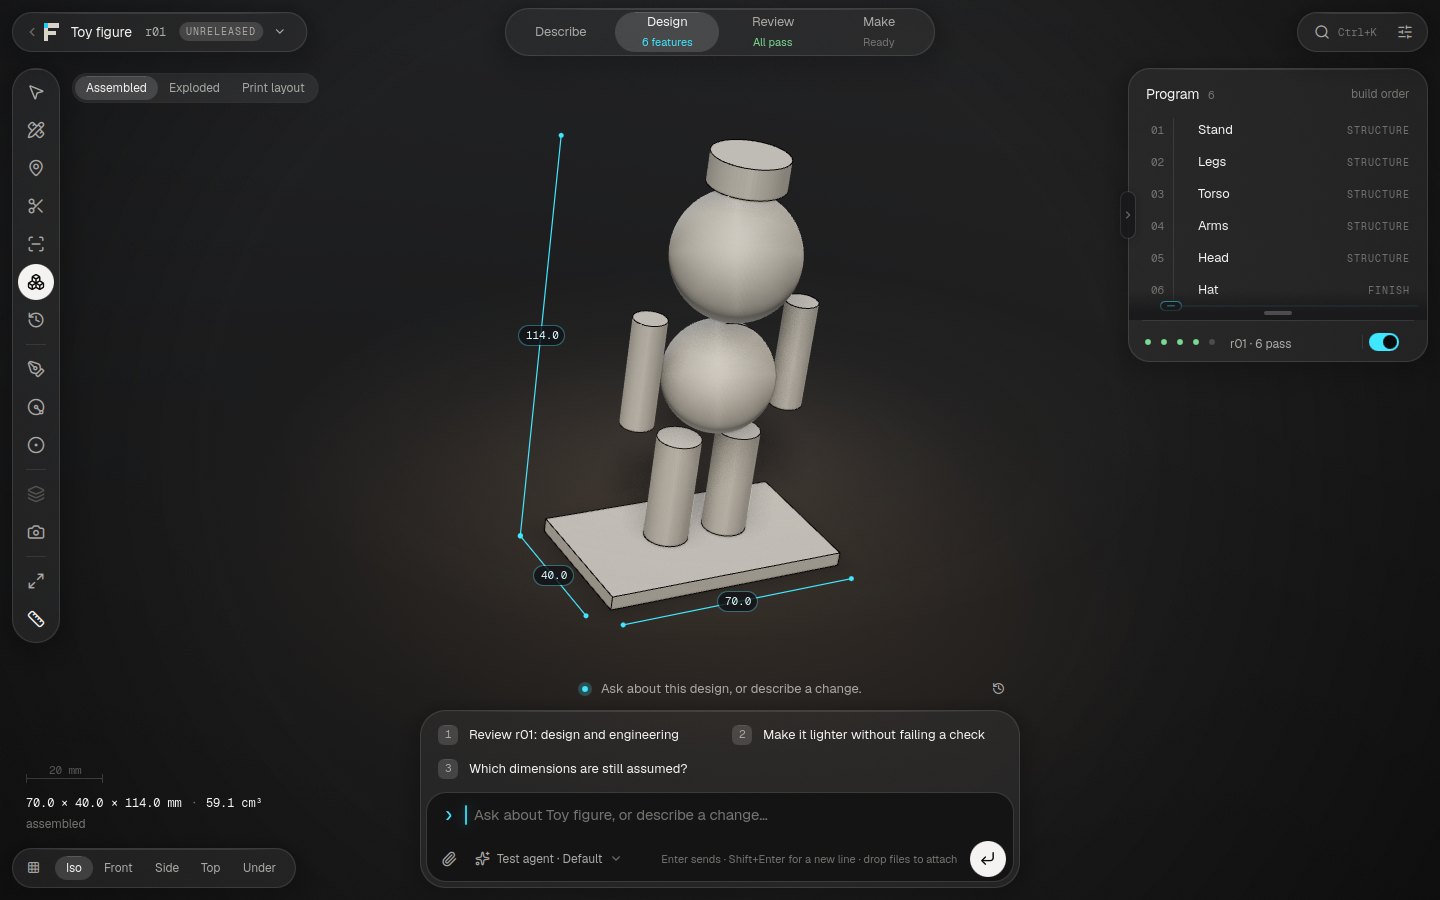 Toy figure r01 UNRELEASED
Describe
Design
6 features
Review
All pass
Make
Ready
Ctrl+K
Assembled Exploded Print layout
Program 6 build order
01 Stand STRUCTURE
02 Legs STRUCTURE
03 Torso STRUCTURE
04 Arms STRUCTURE
05 Head STRUCTURE
06 Hat FINISH
r01 · 6 pass
114.0
40.0
70.0
Ask about this design, or describe a change.
1 Review r01: design and engineering
2 Make it lighter without failing a check
3 Which dimensions are still assumed?
Ask about Toy figure, or describe a change...
Test agent · Default
Enter sends · Shift+Enter for a new line · drop files to attach
20 mm
70.0 × 40.0 × 114.0 mm · 59.1 cm³
assembled
Iso Front Side Top Under